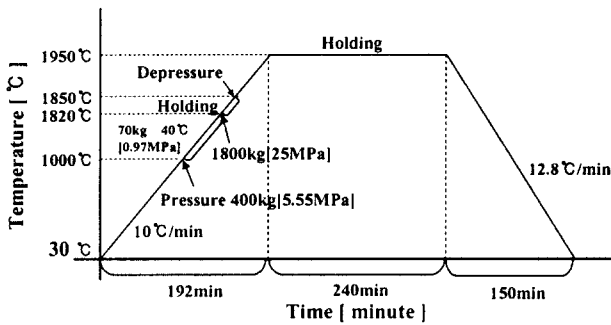 Temperature [ ℃ ]
1950℃
1850℃
1820℃
1000℃
30 ℃
Holding
Depressure
Holding
70kg 40℃
[0.97MPa]
1800kg[25MPa]
Pressure 400kg[5.55MPa]
10℃/min
12.8℃/min
192min
240min
150min
Time [ minute ]